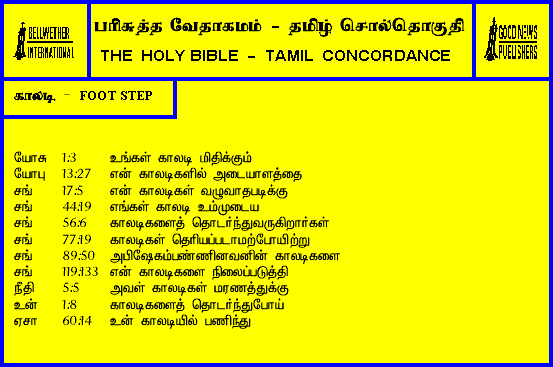 BELLWETHER
INTERNATIONAL
பரிசுத்த வேதாகமம் - தமிழ் சொல்தொகுதி
THE HOLY BIBLE - TAMIL CONCORDANCE
GOOD NEWS
PUBLISHERS
காலடி - FOOT STEP
யோசு 1:3 உங்கள் காலடி மிதிக்கும்
யோபு 13:27 என் காலடிகளில் அடையாளத்தை
சங் 17:5 என் காலடிகள் வழுவாதபடிக்கு
சங் 44:19 எங்கள் காலடி உம்முடைய
சங் 56:6 காலடிகளைத் தொடர்ந்துவருகிறார்கள்
சங் 77:19 காலடிகள் தெரியப்படாமற்போயிற்று
சங் 89:50 அபிஷேகம்பண்ணினவனின் காலடிகளை
சங் 119:133 என் காலடிகளை நிலைப்படுத்தி
நீதி 5:5 அவள் காலடிகள் மரணத்துக்கு
உன் 1:8 காலடிகளைத் தொடர்ந்துபோய்
ஏசா 60:14 உன் காலடியில் பணிந்து